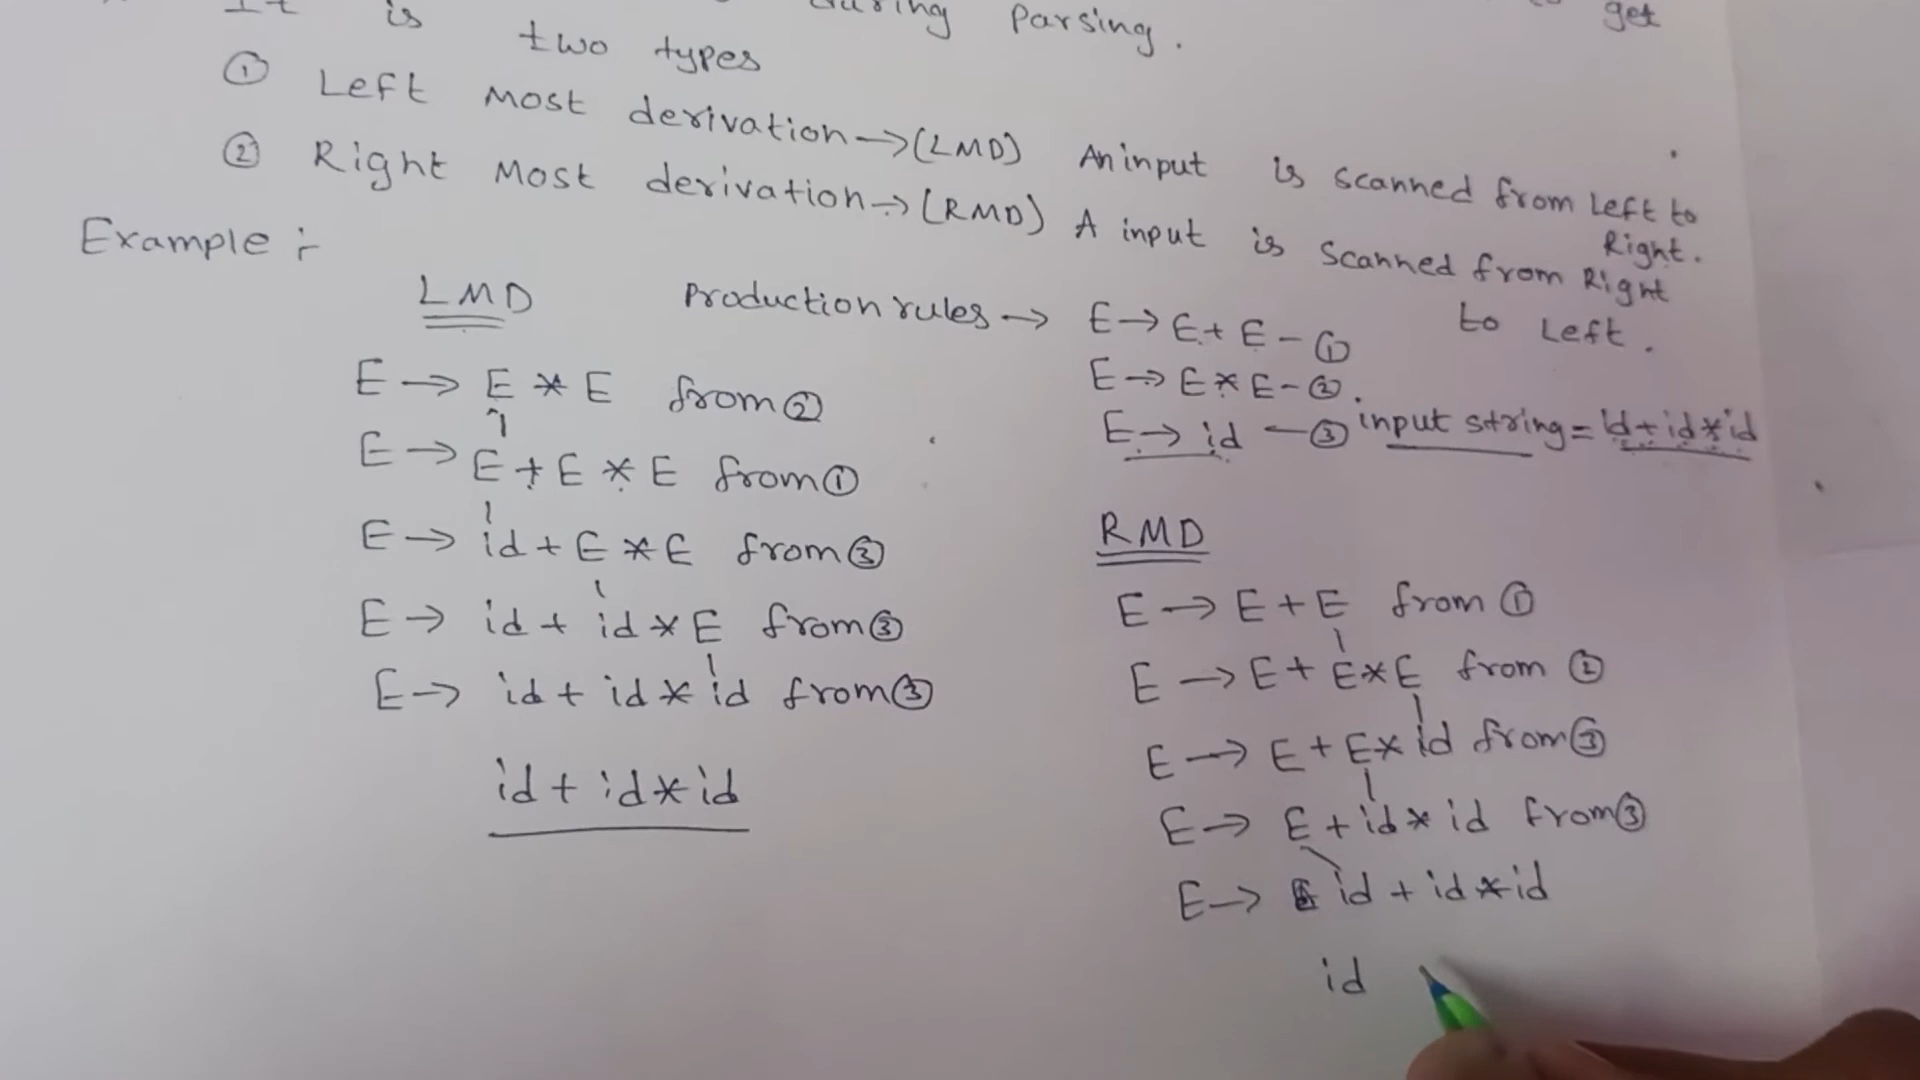 It is during Parsing. get
two types
① Left Most derivation → (LMD) An input is scanned from Left to Right.
② Right Most derivation → (RMD) A input is scanned from Right to Left.
Example :-
LMD
Production rules → E → E + E - ①
E → E * E - ②.
E → id - ③ input string = id + id * id
E → E * E from ②
E → E + E * E from ①
E → id + E * E from ③
E → id + id * E from ③
E → id + id * id from ③
id + id * id
RMD
E → E + E from ①
E → E + E * E from ②
E → E + E * id from ③
E → E + id * id from ③
E → id + id * id
id